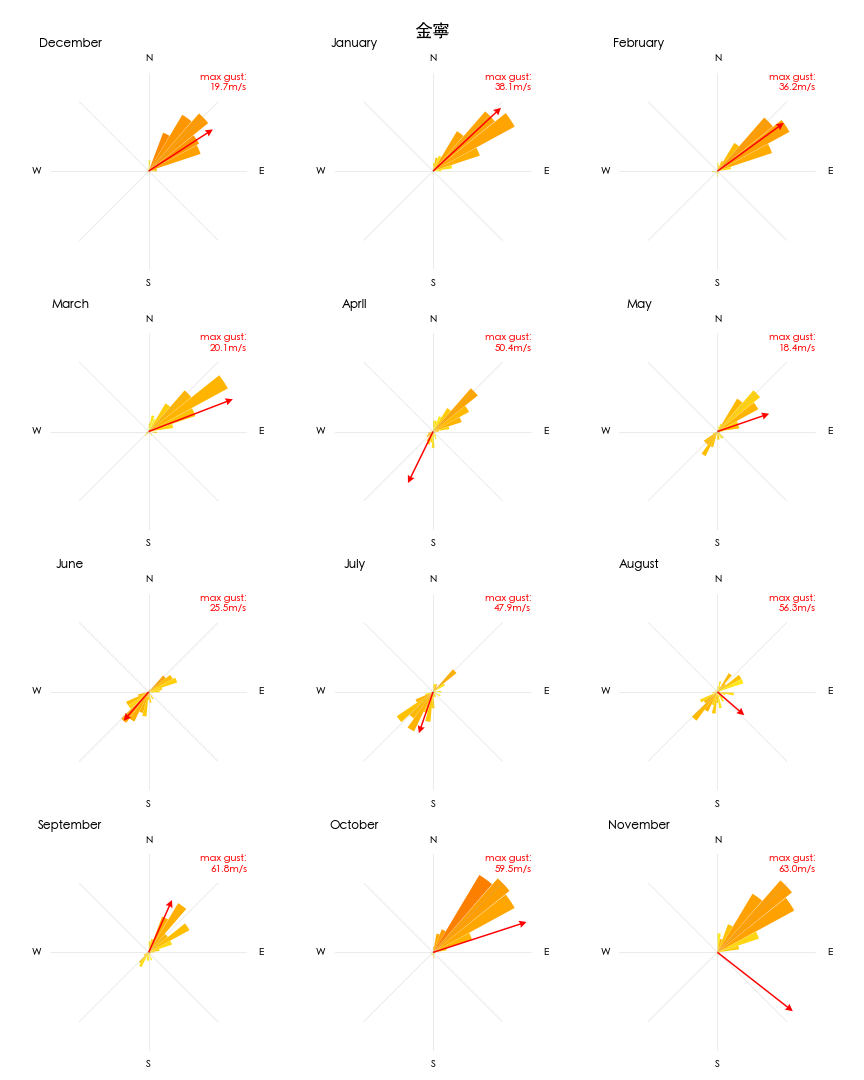 金寧
December
N
max gust:
19.7m/s
W
E
S
January
N
max gust:
38.1m/s
W
E
S
February
N
max gust:
36.2m/s
W
E
S
March
N
max gust:
20.1m/s
W
E
S
April
N
max gust:
50.4m/s
W
E
S
May
N
max gust:
18.4m/s
W
E
S
June
N
max gust:
25.5m/s
W
E
S
July
N
max gust:
47.9m/s
W
E
S
August
N
max gust:
56.3m/s
W
E
S
September
N
max gust:
61.8m/s
W
E
S
October
N
max gust:
59.5m/s
W
E
S
November
N
max gust:
63.0m/s
W
E
S